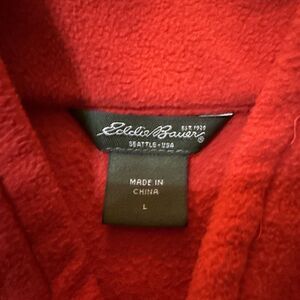 EST. 1920
Eddie Bauer®
SEATTLE • USA
MADE IN
CHINA
L